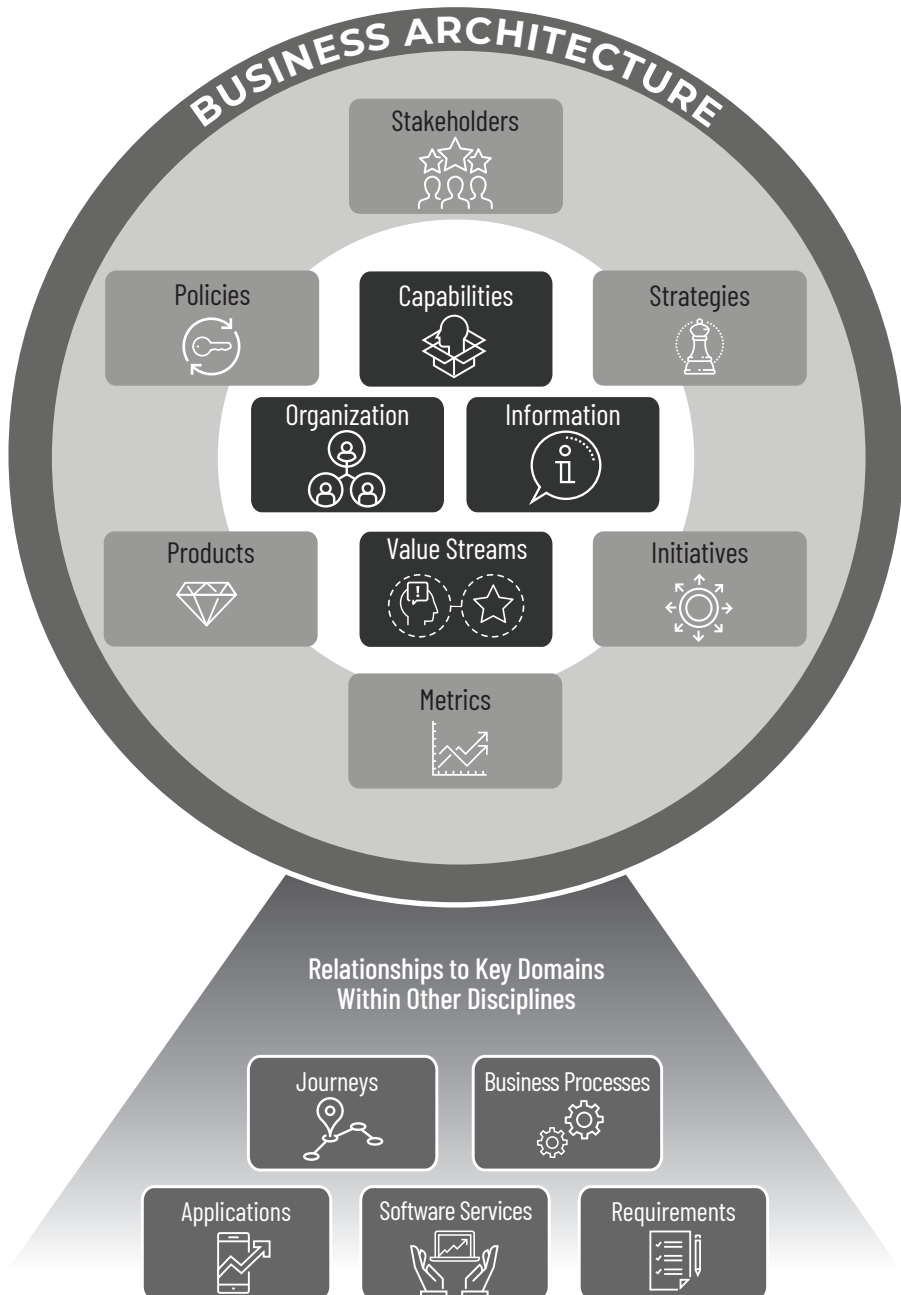 BUSINESS ARCHITECTURE
Stakeholders
Policies
Capabilities
Strategies
Organization
Information
Products
Value Streams
Initiatives
Metrics
Relationships to Key Domains
Within Other Disciplines
Journeys
Business Processes
Applications
Software Services
Requirements